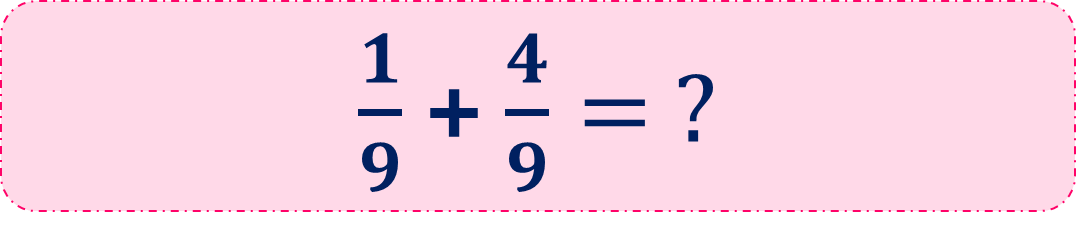 1/9 + 4/9 = ?